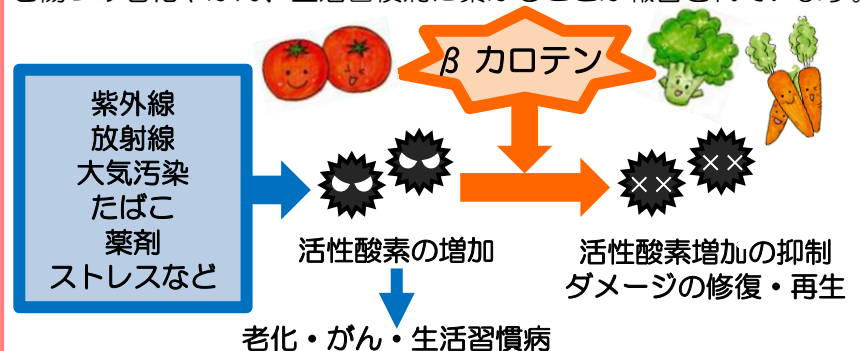 βカロテン
紫外線
放射線
大気汚染
たばこ
薬剤
ストレスなど
活性酸素の増加
活性酸素増加の抑制
ダメージの修復・再生
老化・がん・生活習慣病